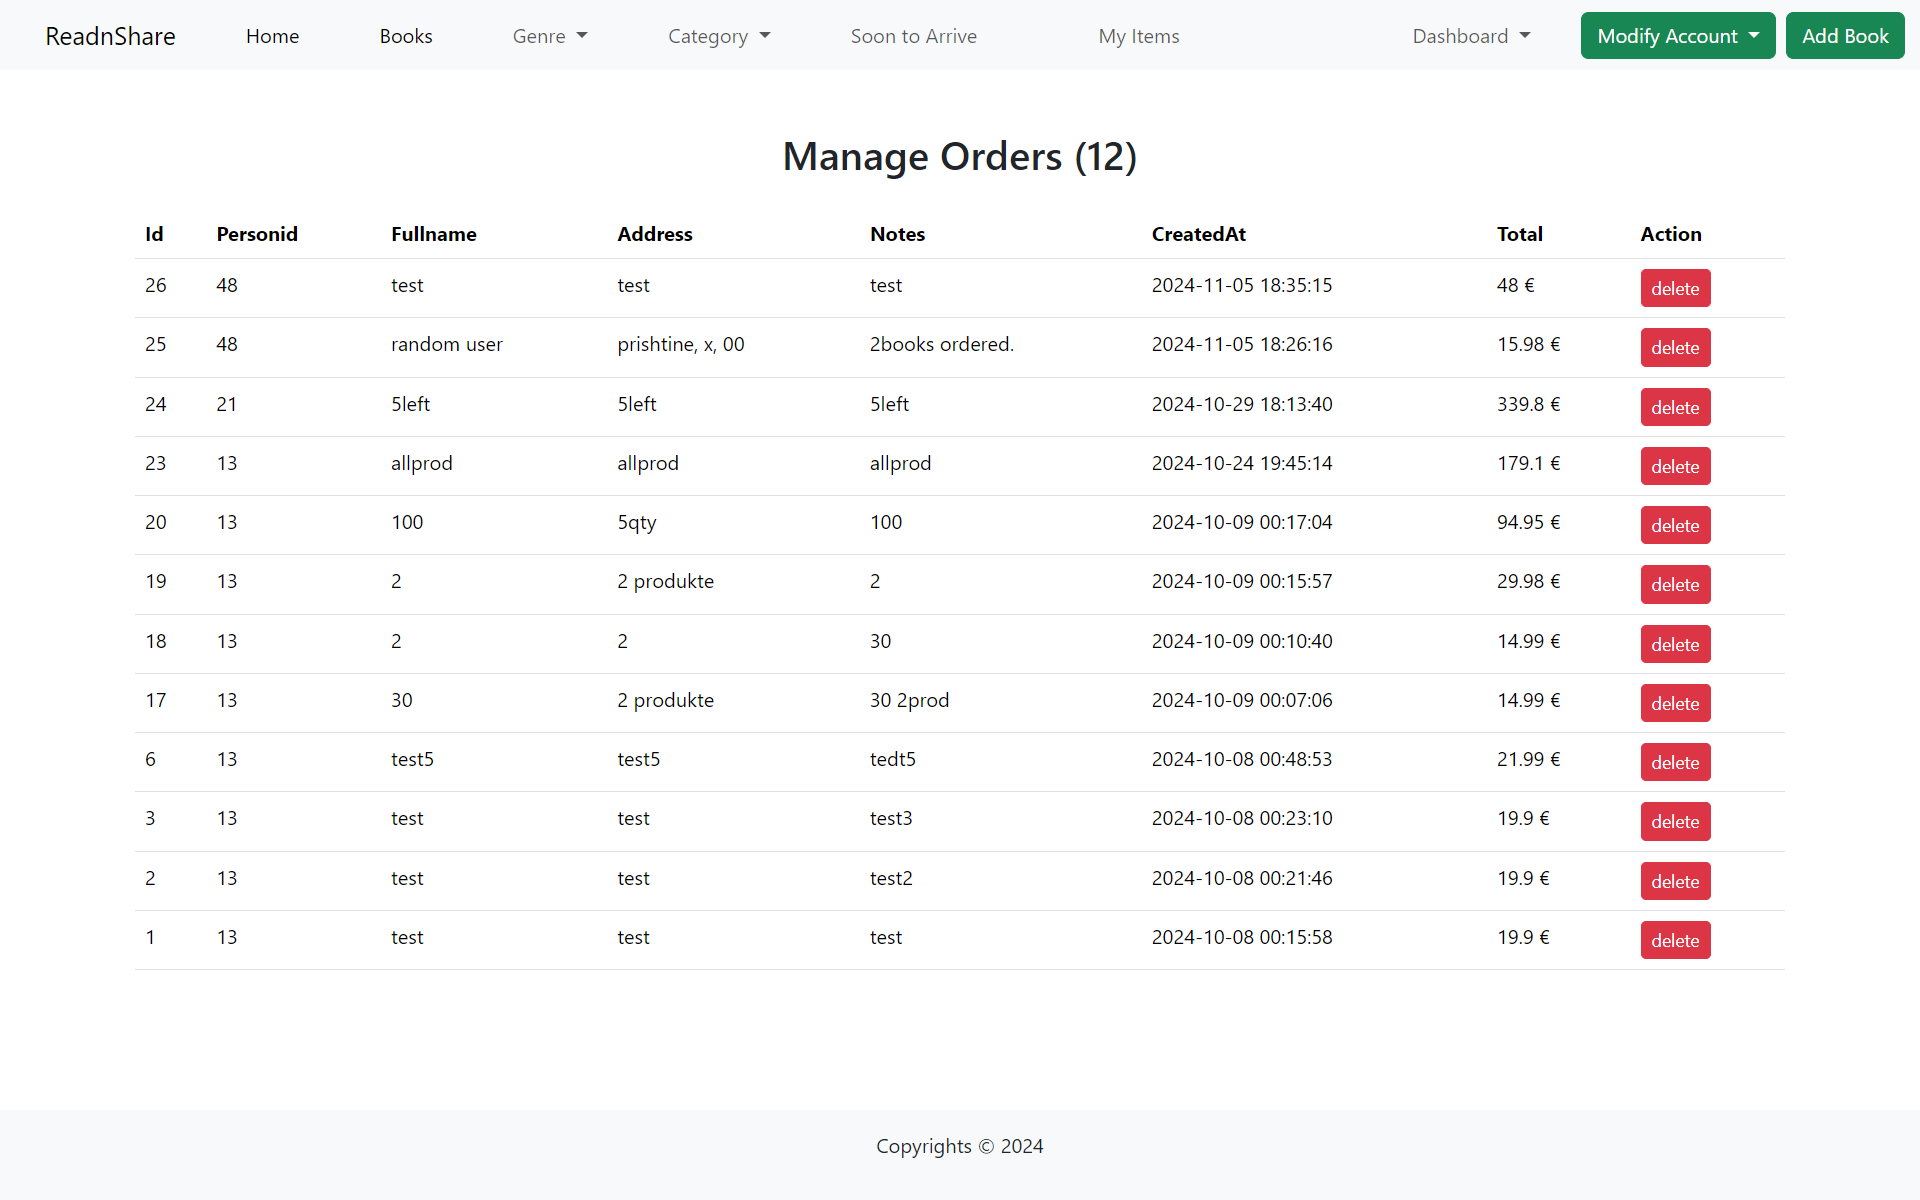 ReadnShare Home Books Genre Category Soon to Arrive My Items Dashboard Modify Account Add Book
Manage Orders (12)
Id Personid Fullname Address Notes CreatedAt Total Action
26 48 test test test 2024-11-05 18:35:15 48 € delete
25 48 random user prishtine, x, 00 2books ordered. 2024-11-05 18:26:16 15.98 € delete
24 21 5left 5left 5left 2024-10-29 18:13:40 339.8 € delete
23 13 allprod allprod allprod 2024-10-24 19:45:14 179.1 € delete
20 13 100 5qty 100 2024-10-09 00:17:04 94.95 € delete
19 13 2 2 produkte 2 2024-10-09 00:15:57 29.98 € delete
18 13 2 2 30 2024-10-09 00:10:40 14.99 € delete
17 13 30 2 produkte 30 2prod 2024-10-09 00:07:06 14.99 € delete
6 13 test5 test5 tedt5 2024-10-08 00:48:53 21.99 € delete
3 13 test test test3 2024-10-08 00:23:10 19.9 € delete
2 13 test test test2 2024-10-08 00:21:46 19.9 € delete
1 13 test test test 2024-10-08 00:15:58 19.9 € delete
Copyrights © 2024